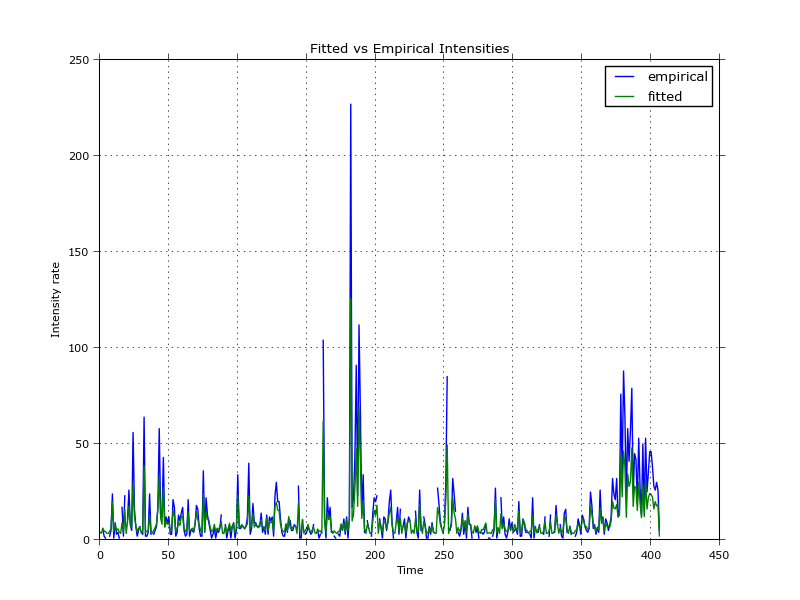 Fitted vs Empirical Intensities
empirical
fitted
250
200
150
100
50
0
Intensity rate
0 50 100 150 200 250 300 350 400 450
Time